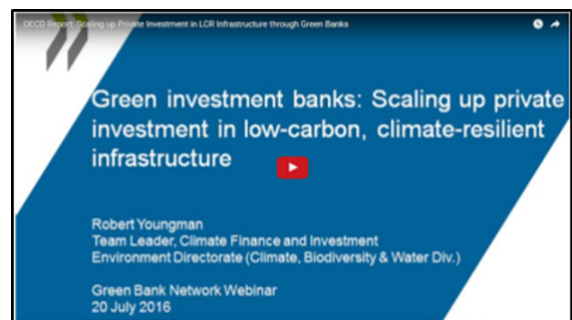 OECD Report: Scaling up Private Investment in LCR Infrastructure through Green Banks
Green investment banks: Scaling up private
investment in low-carbon, climate-resilient
infrastructure
Robert Youngman
Team Leader, Climate Finance and Investment
Environment Directorate (Climate, Biodiversity & Water Div.)
Green Bank Network Webinar
20 July 2016